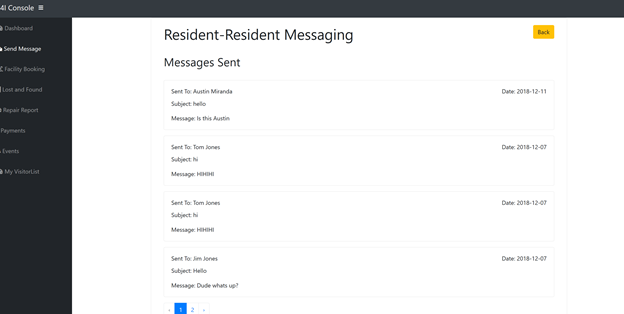 4I Console
Dashboard
Send Message
Facility Booking
Lost and Found
Repair Report
Payments
Events
My VisitorList
Resident-Resident Messaging
Back
Messages Sent
Sent To: Austin Miranda Date: 2018-12-11
Subject: hello
Message: Is this Austin
Sent To: Tom Jones Date: 2018-12-07
Subject: hi
Message: HIHIHI
Sent To: Tom Jones Date: 2018-12-07
Subject: hi
Message: HIHIHI
Sent To: Jim Jones Date: 2018-12-07
Subject: Hello
Message: Dude whats up?
‹ 1 2 ›